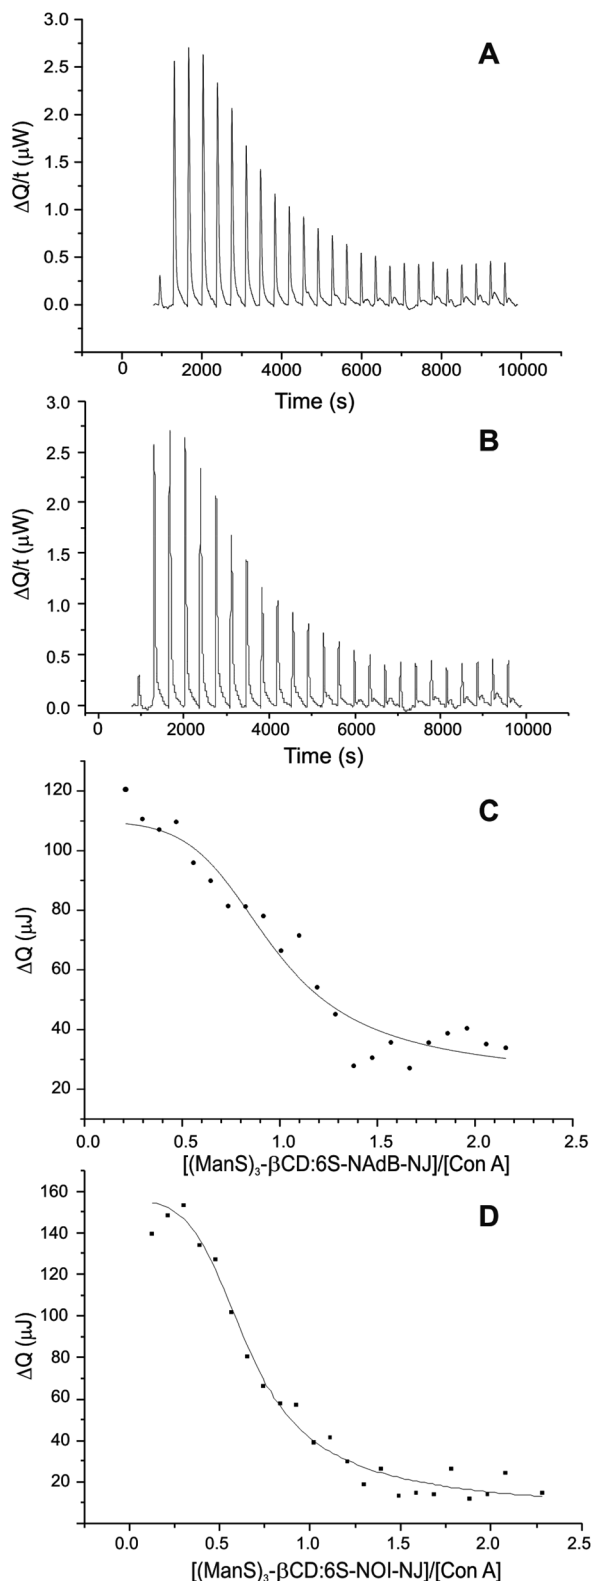 A
3.0
2.5
2.0
1.5
1.0
0.5
0.0
ΔQ/t (μW)
0 2000 4000 6000 8000 10000
Time (s)
B
3.0
2.5
2.0
1.5
1.0
0.5
0.0
ΔQ/t (μW)
0 2000 4000 6000 8000 10000
Time (s)
C
120
100
80
60
40
20
ΔQ (μJ)
0.0 0.5 1.0 1.5 2.0 2.5
[(ManS)₃-βCD:6S-NAdB-NJ]/[Con A]
D
160
140
120
100
80
60
40
20
ΔQ (μJ)
0.0 0.5 1.0 1.5 2.0 2.5
[(ManS)₃-βCD:6S-NOI-NJ]/[Con A]